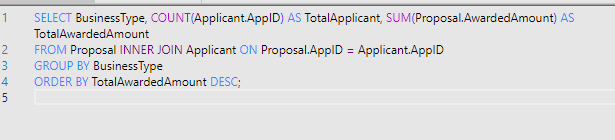 1 SELECT BusinessType, COUNT(Applicant.AppID) AS TotalApplicant, SUM(Proposal.AwardedAmount) AS
TotalAwardedAmount
2 FROM Proposal INNER JOIN Applicant ON Proposal.AppID = Applicant.AppID
3 GROUP BY BusinessType
4 ORDER BY TotalAwardedAmount DESC;
5